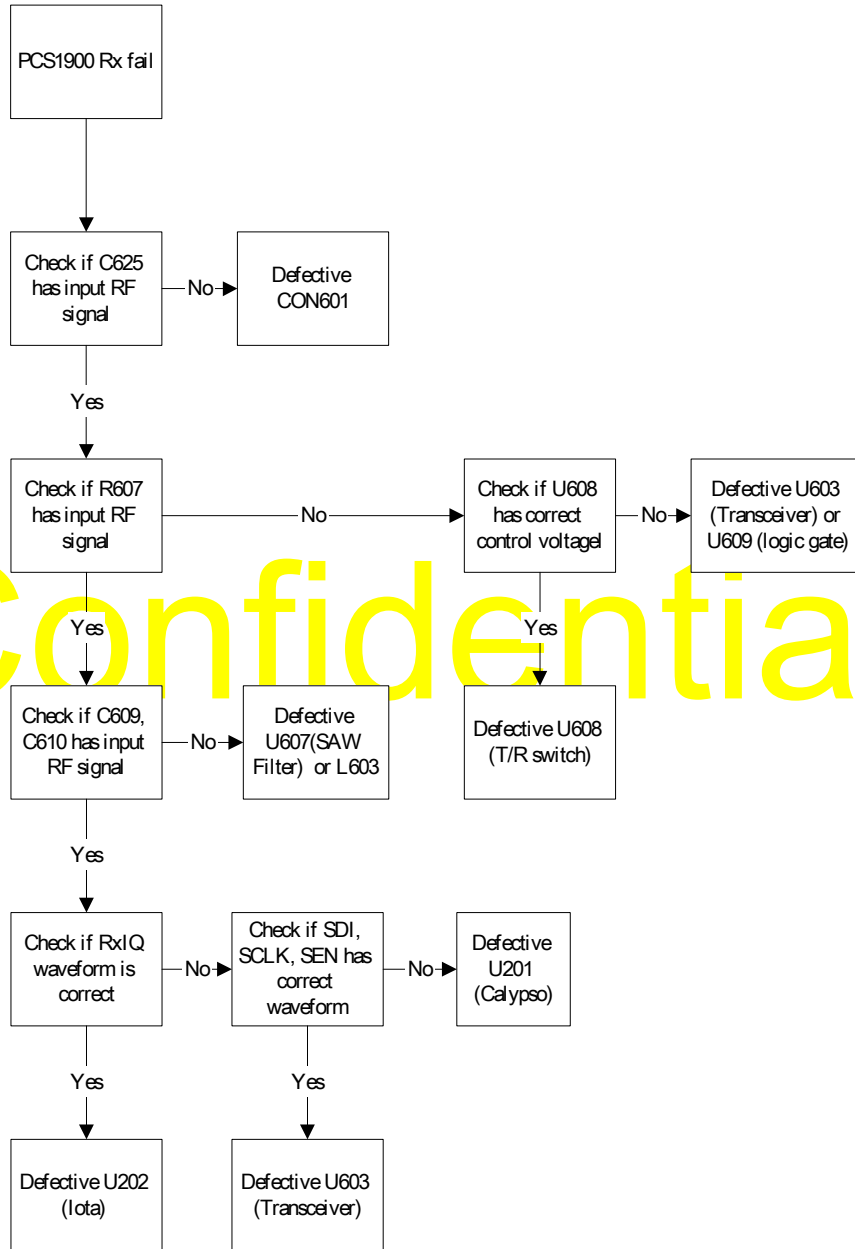 PCS1900 Rx fail
Check if C625
has input RF
signal
No
Defective
CON601
Yes
Check if R607
has input RF
signal
No
Check if U608
has correct
control voltagel
No
Defective U603
(Transceiver) or
U609 (logic gate)
Yes
Yes
Confidentia
Check if C609,
C610 has input
RF signal
No
Defective
U607(SAW
Filter) or L603
Defective U608
(T/R switch)
Yes
Check if RxIQ
waveform is
correct
No
Check if SDI,
SCLK, SEN has
correct
waveform
No
Defective
U201
(Calypso)
Yes
Yes
Defective U202
(Iota)
Defective U603
(Transceiver)